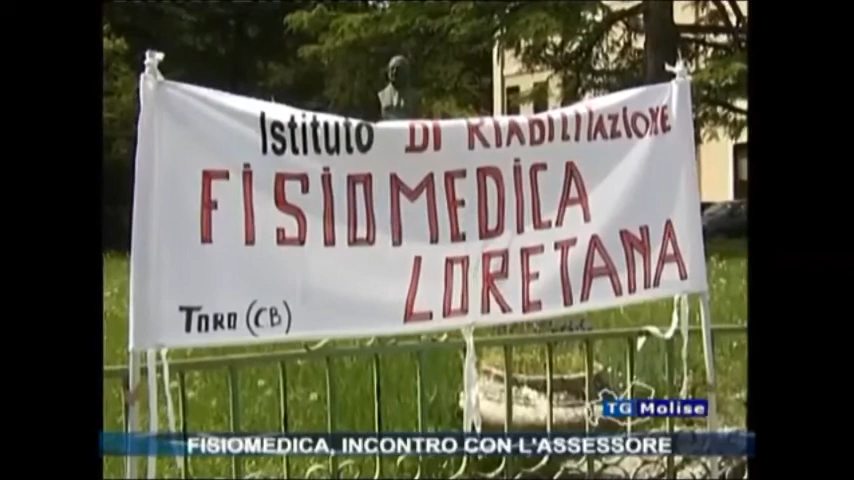 Istituto DI RIABILITAZIONE
FISIOMEDICA
LORETANA
TORO (CB)
TG Molise
FISIOMEDICA, INCONTRO CON L'ASSESSORE